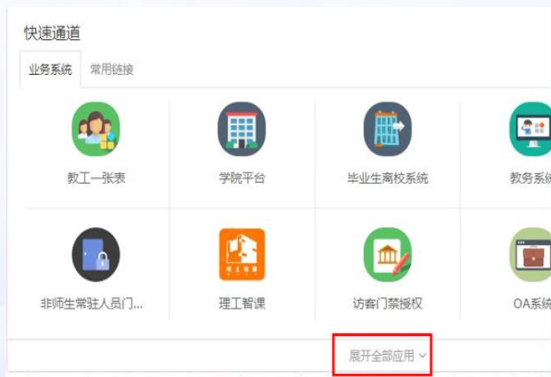 快速通道
业务系统 常用链接
教工一张表 学院平台 毕业生离校系统 教务系统
非师生常驻人员门... 理工智课 访客门禁授权 OA系统
展开全部应用